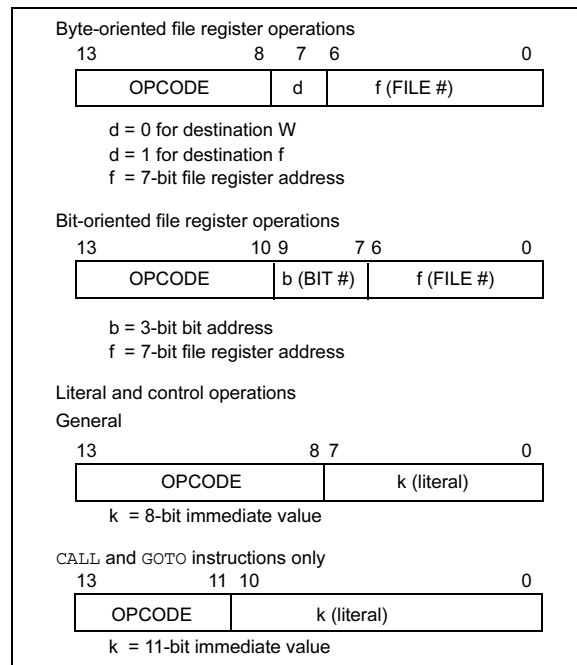 Byte-oriented file register operations
13 8 7 6 0
OPCODE d f (FILE #)
d = 0 for destination W
d = 1 for destination f
f = 7-bit file register address
Bit-oriented file register operations
13 10 9 7 6 0
OPCODE b (BIT #) f (FILE #)
b = 3-bit bit address
f = 7-bit file register address
Literal and control operations
General
13 8 7 0
OPCODE k (literal)
k = 8-bit immediate value
CALL and GOTO instructions only
13 11 10 0
OPCODE k (literal)
k = 11-bit immediate value